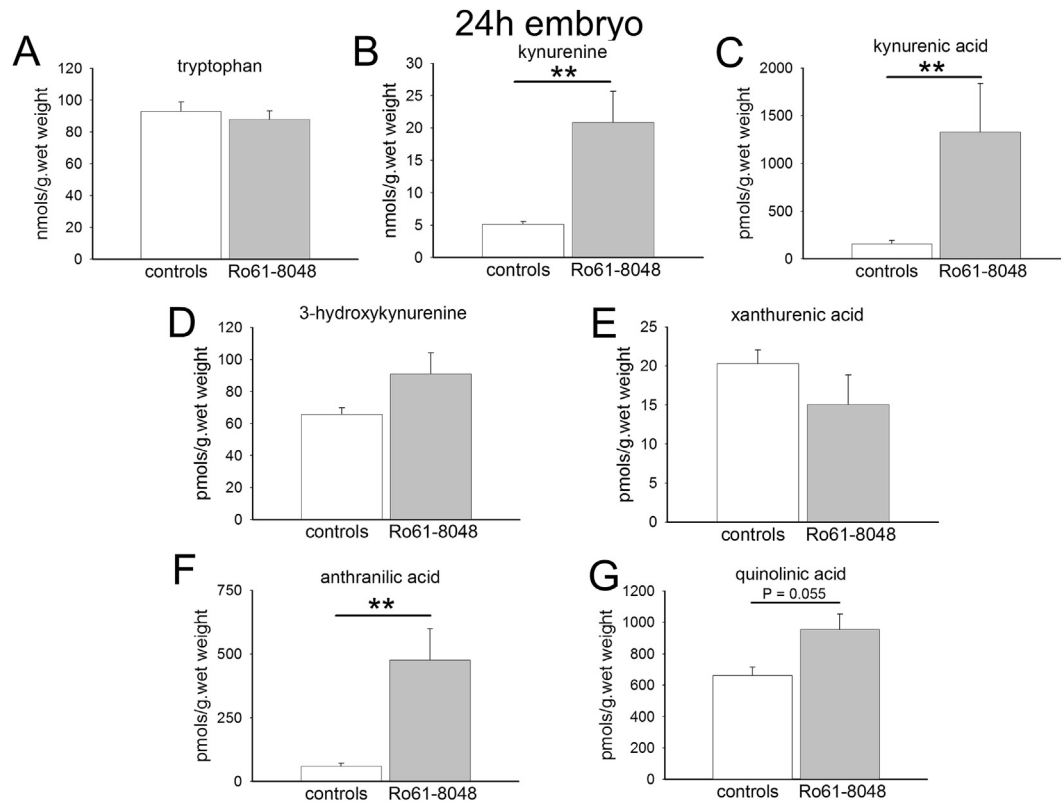 24h embryo
A
tryptophan
nmols/g.wet weight
120
100
80
60
40
20
0
controls Ro61-8048
B
kynurenine
**
nmols/g.wet weight
30
25
20
15
10
5
0
controls Ro61-8048
C
kynurenic acid
**
pmols/g.wet weight
2000
1500
1000
500
0
controls Ro61-8048
D
3-hydroxykynurenine
pmols/g.wet weight
120
100
80
60
40
20
0
controls Ro61-8048
E
xanthurenic acid
pmols/g.wet weight
25
20
15
10
5
0
controls Ro61-8048
F
anthranilic acid
**
pmols/g.wet weight
750
500
250
0
controls Ro61-8048
G
quinolinic acid
P = 0.055
pmols/g.wet weight
1200
1000
800
600
400
200
0
controls Ro61-8048